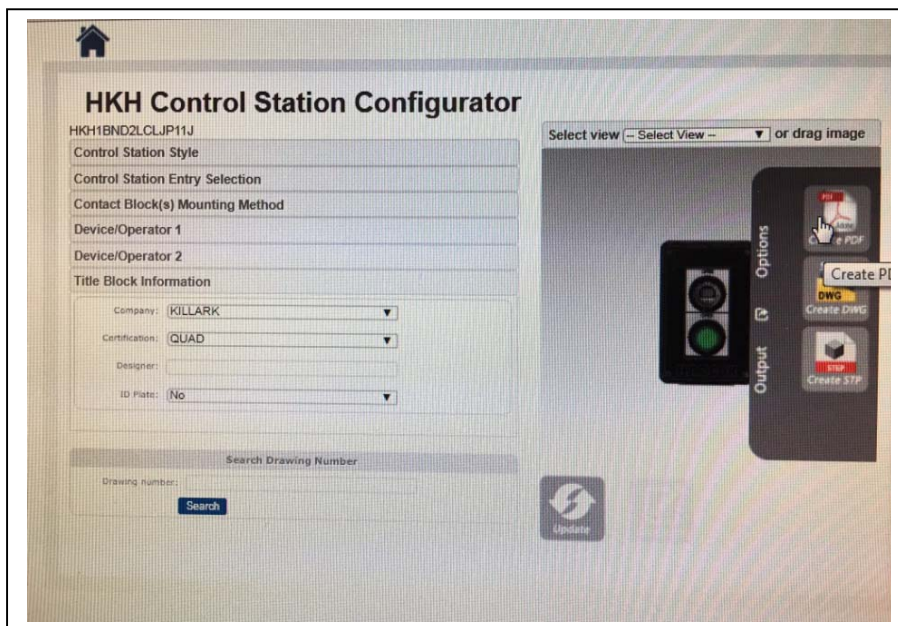 HKH Control Station Configurator
HKH1BND2LCLJP11J
Control Station Style
Control Station Entry Selection
Contact Block(s) Mounting Method
Device/Operator 1
Device/Operator 2
Title Block Information
Company: KILLARK
Certification: QUAD
Designer:
ID Plate: No
Search Drawing Number
Drawing number:
Search
Select view -- Select View -- or drag image
Options
Output
PDF
Adobe
PDF
Create PD
DWG
Create DWG
STEP
Create STP
Update